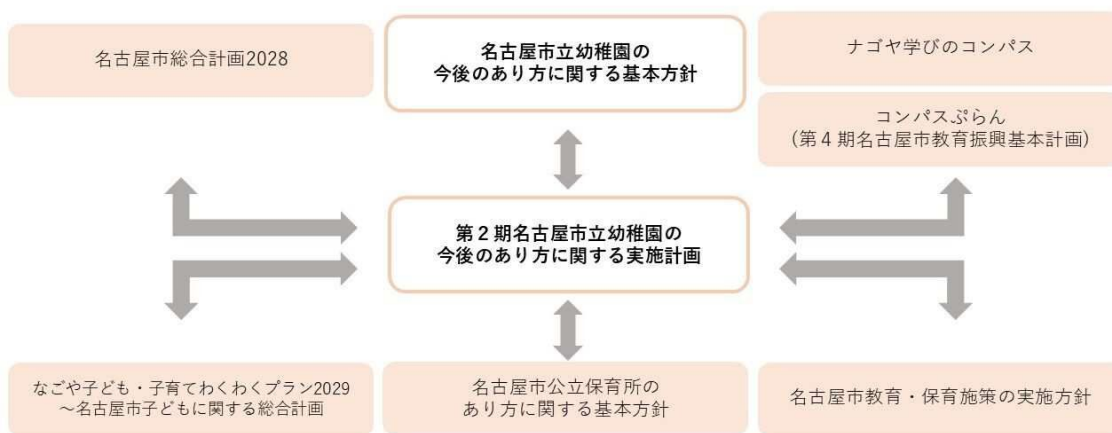 名古屋市総合計画2028
名古屋市立幼稚園の
今後のあり方に関する基本方針
ナゴヤ学びのコンパス
コンパスぷらん
(第４期名古屋市教育振興基本計画)
第２期名古屋市立幼稚園の
今後のあり方に関する実施計画
なごや子ども・子育てわくわくプラン2029
～名古屋市子どもに関する総合計画
名古屋市公立保育所の
あり方に関する基本方針
名古屋市教育・保育施策の実施方針